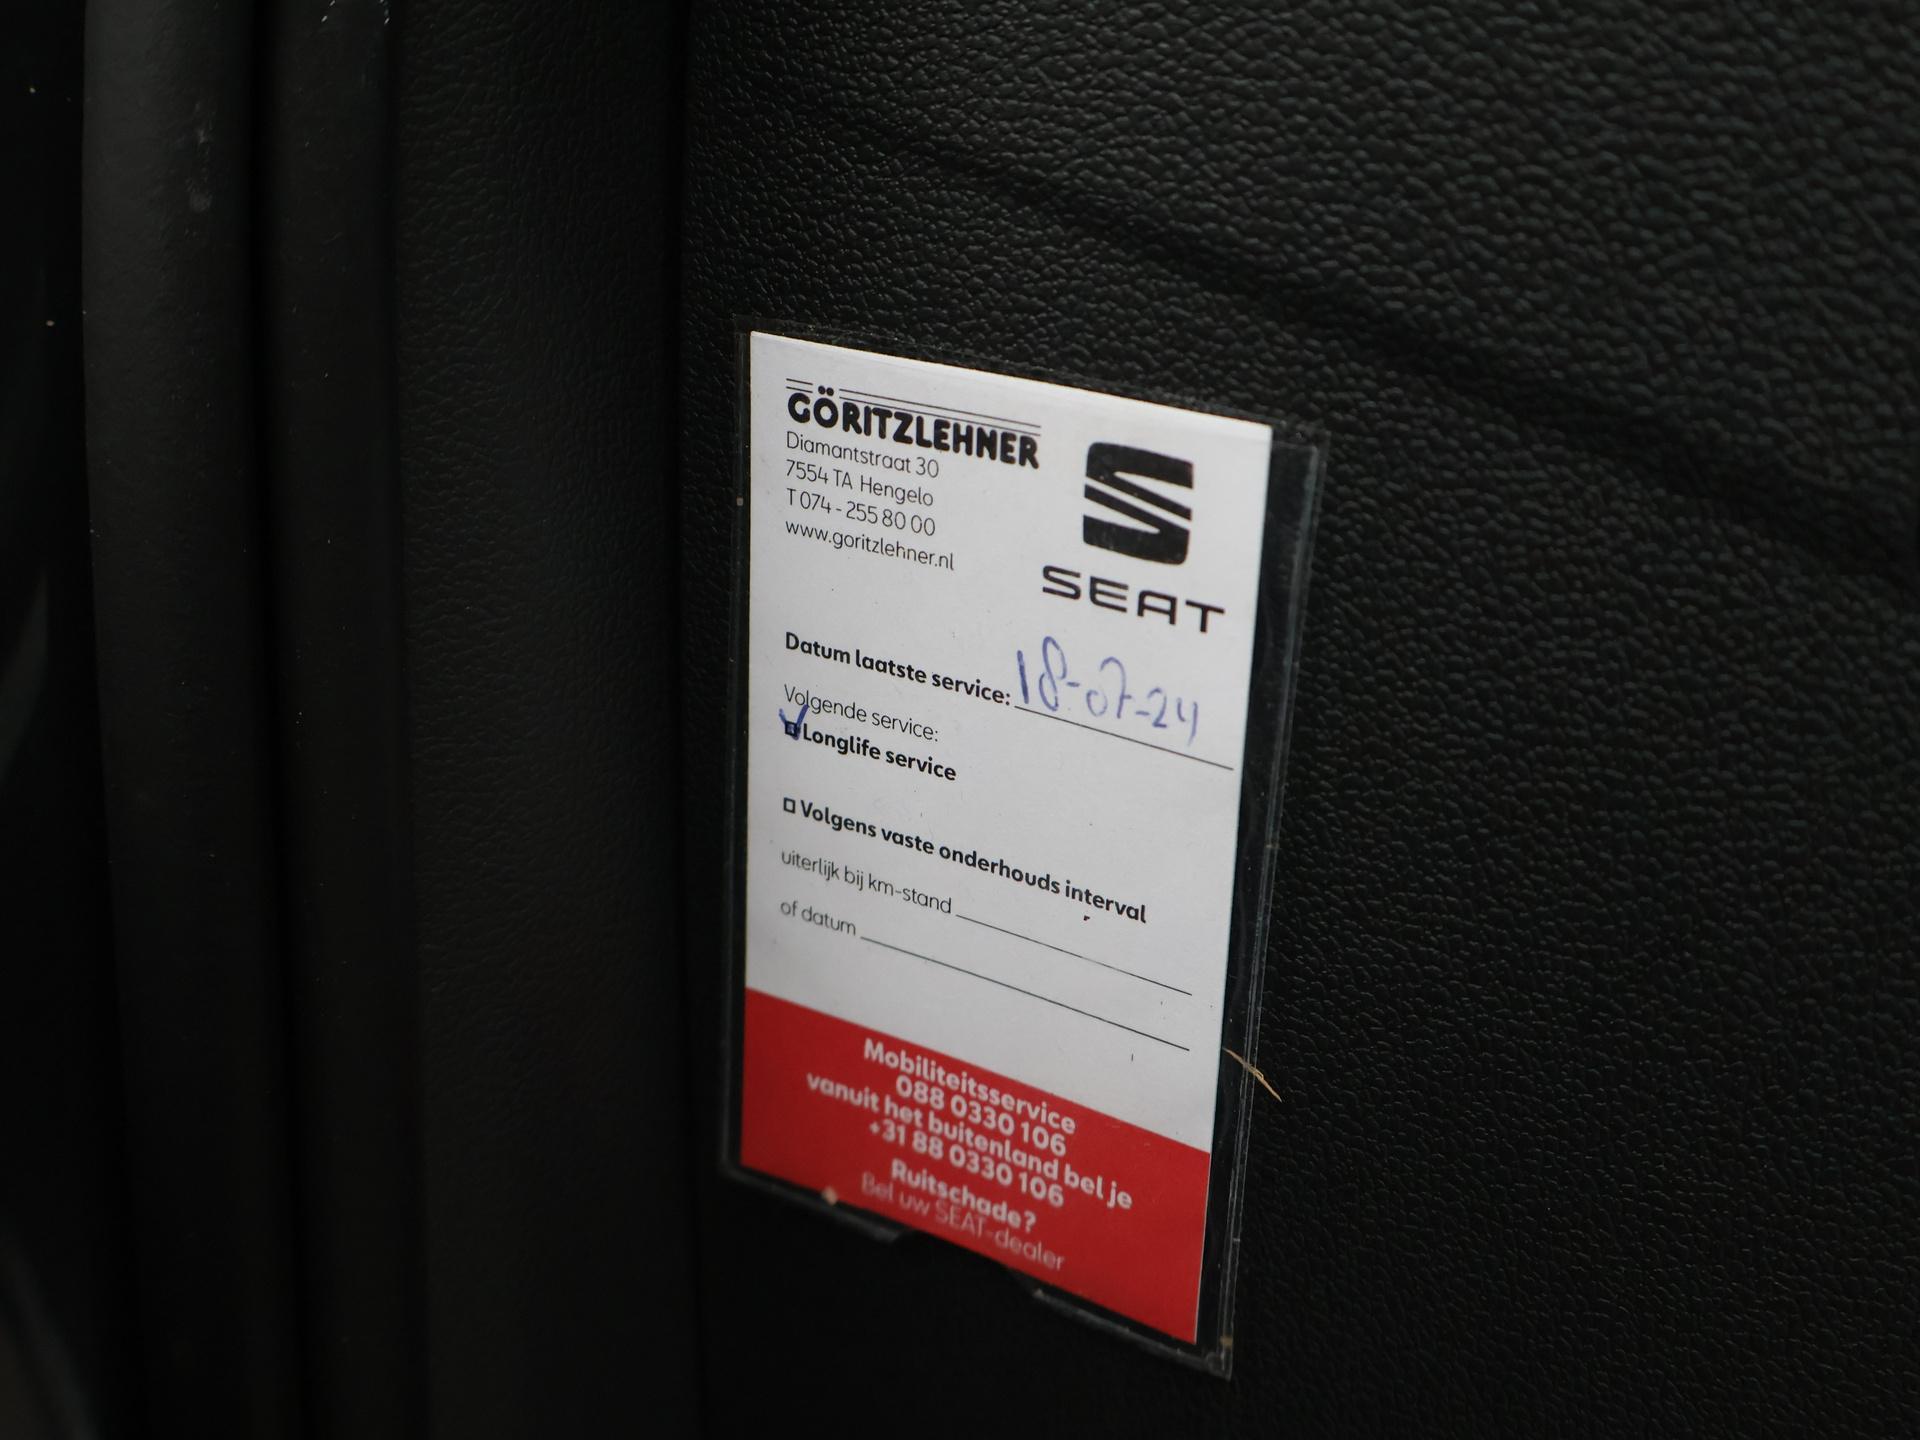 GÖRITZLEHNER
Diamantstraat 30
7554 TA Hengelo
T 074 - 255 80 00
www.goritzlehner.nl
SEAT
Datum laatste service: 18-07-24
Volgende service:
Longlife service
Volgens vaste onderhouds interval
uiterlijk bij km-stand
of datum
Mobiliteitsservice
088 0330 106
vanuit het buitenland bel je
+31 88 0330 106
Ruitschade?
Bel uw SEAT-dealer